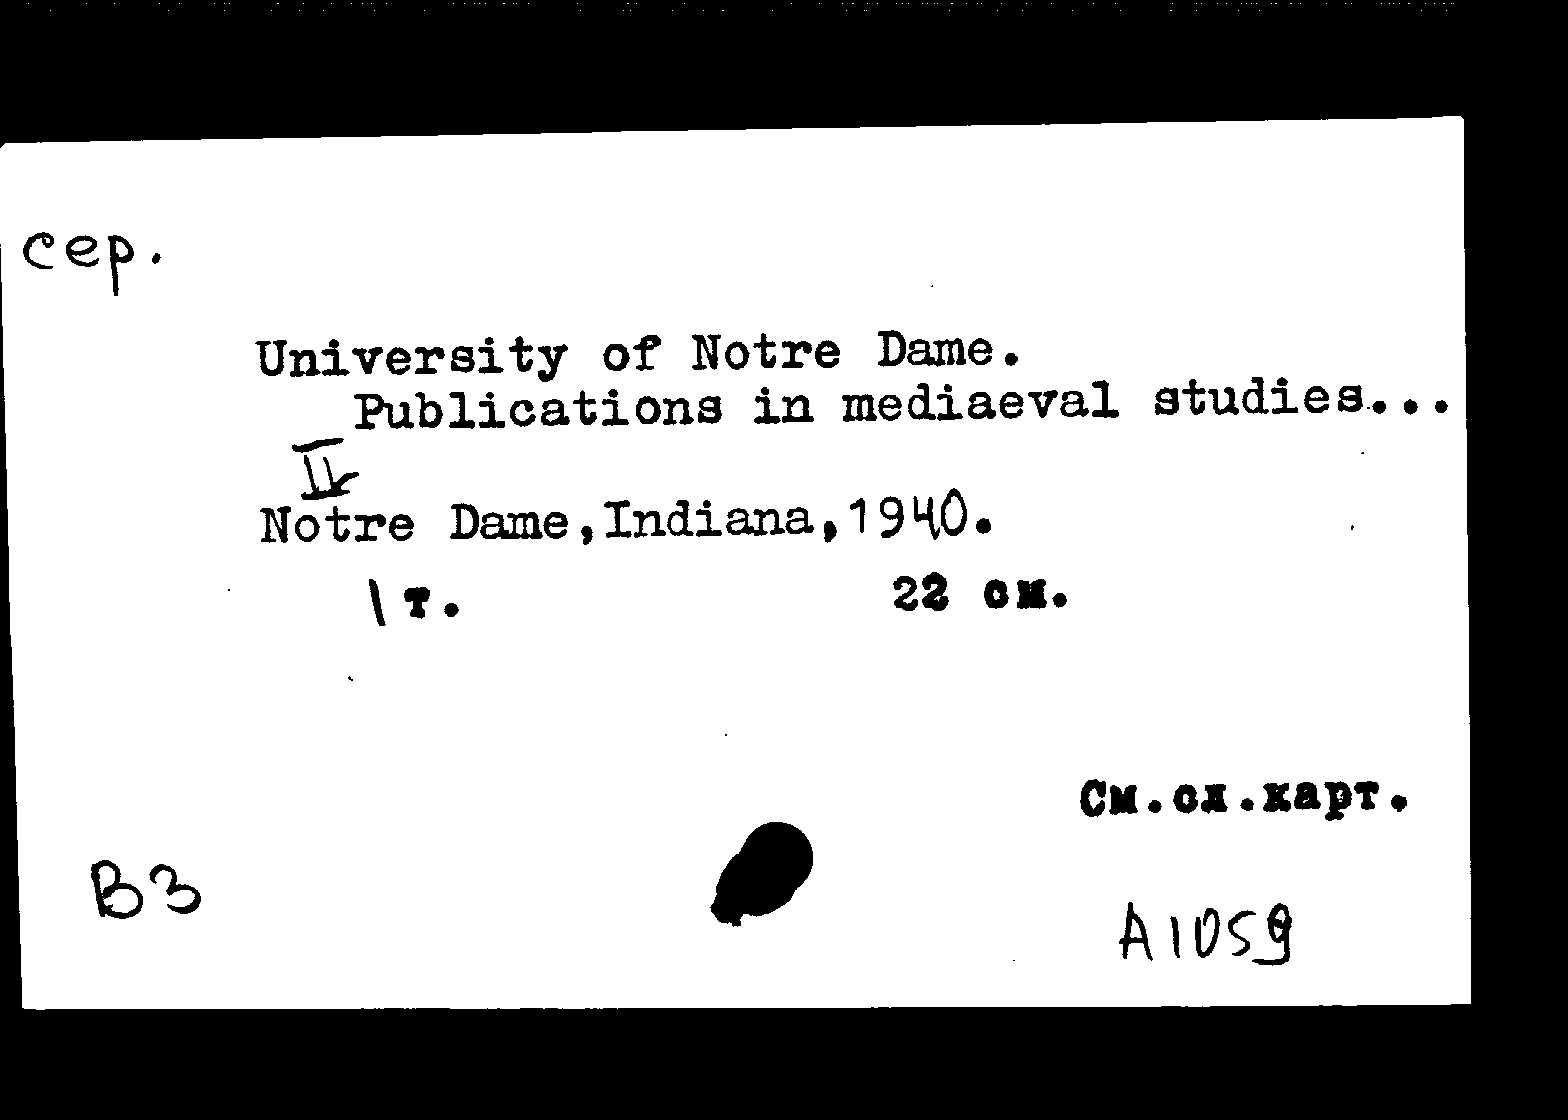 сер.
University of Notre Dame.
Publications in mediaeval studies...
II
Notre Dame,Indiana,1940.
1 т. 22 см.
См.сл.карт.
В3
А1059